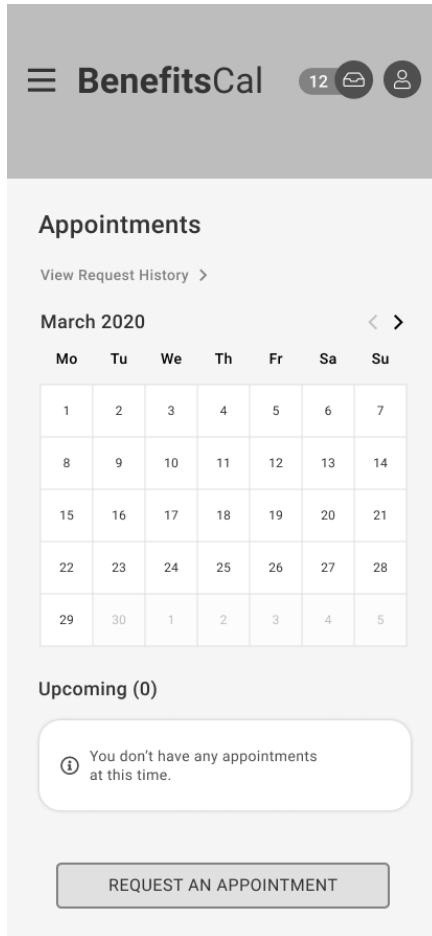 BenefitsCal 12
Appointments
View Request History
March 2020
Mo Tu We Th Fr Sa Su
1 2 3 4 5 6 7
8 9 10 11 12 13 14
15 16 17 18 19 20 21
22 23 24 25 26 27 28
29 30 1 2 3 4 5
Upcoming (0)
You don't have any appointments
at this time.
REQUEST AN APPOINTMENT